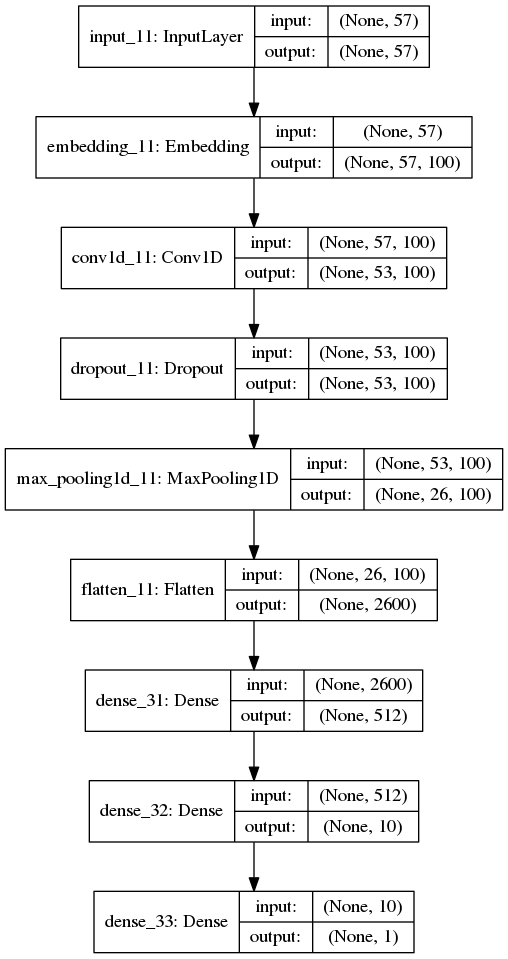 input_11: InputLayer input: (None, 57)
output: (None, 57)
embedding_11: Embedding input: (None, 57)
output: (None, 57, 100)
conv1d_11: Conv1D input: (None, 57, 100)
output: (None, 53, 100)
dropout_11: Dropout input: (None, 53, 100)
output: (None, 53, 100)
max_pooling1d_11: MaxPooling1D input: (None, 53, 100)
output: (None, 26, 100)
flatten_11: Flatten input: (None, 26, 100)
output: (None, 2600)
dense_31: Dense input: (None, 2600)
output: (None, 512)
dense_32: Dense input: (None, 512)
output: (None, 10)
dense_33: Dense input: (None, 10)
output: (None, 1)